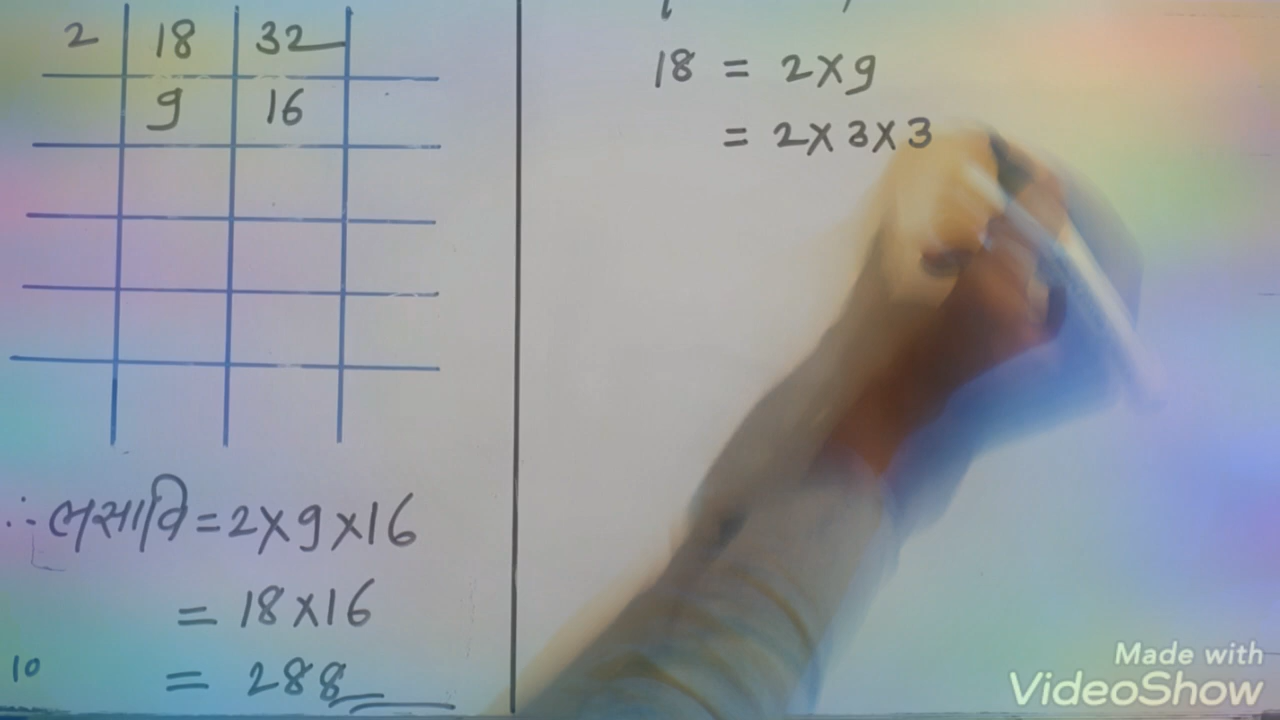 2 18 32
9 16
∴ लसावि = 2×9×16
= 18×16
= 288
10
18 = 2×9
= 2×3×3
Made with
VideoShow